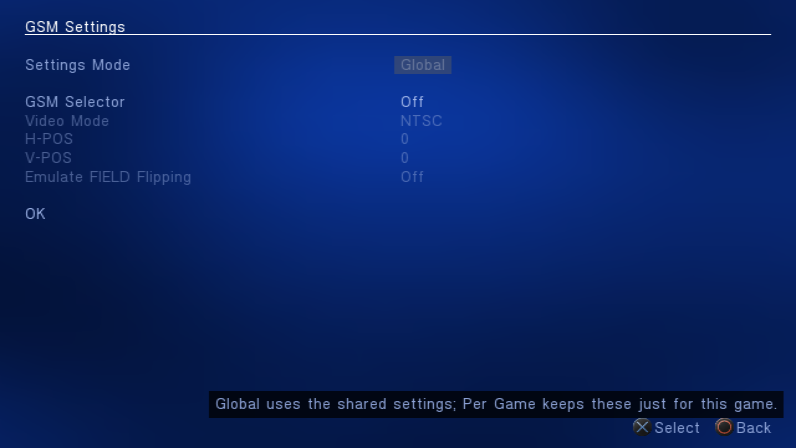 GSM Settings
Settings Mode Global
GSM Selector Off
Video Mode NTSC
H-POS 0
V-POS 0
Emulate FIELD Flipping Off
OK
Global uses the shared settings; Per Game keeps these just for this game.
Select Back